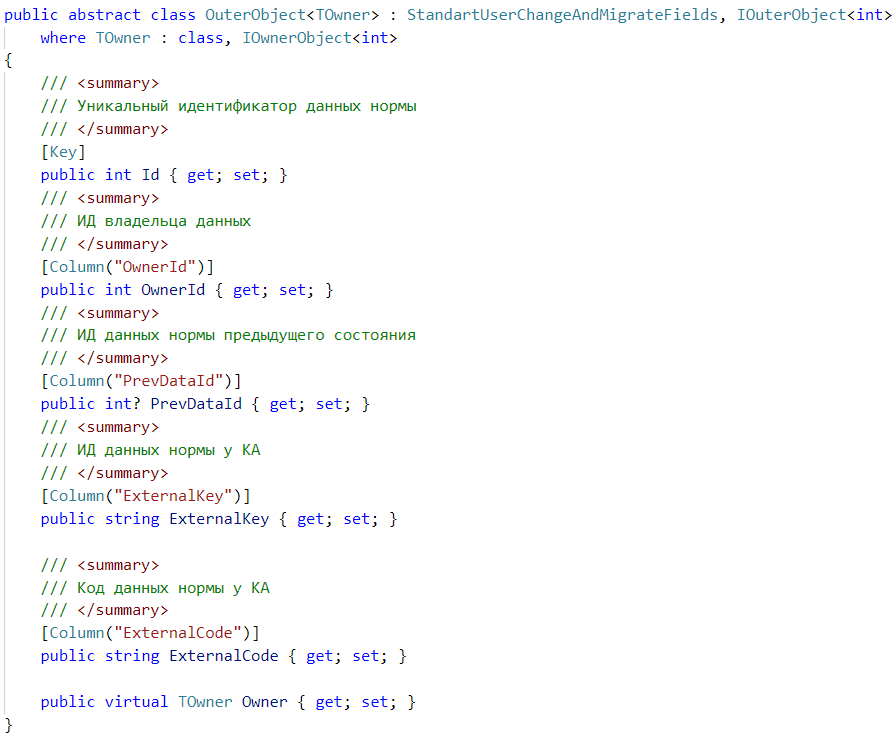 public abstract class OuterObject<TOwner> : StandartUserChangeAndMigrateFields, IOuterObject<int>
    where TOwner : class, IOwnerObject<int>
{
    /// <summary>
    /// Уникальный идентификатор данных нормы
    /// </summary>
    [Key]
    public int Id { get; set; }
    /// <summary>
    /// ИД владельца данных
    /// </summary>
    [Column("OwnerId")]
    public int OwnerId { get; set; }
    /// <summary>
    /// ИД данных нормы предыдущего состояния
    /// </summary>
    [Column("PrevDataId")]
    public int? PrevDataId { get; set; }
    /// <summary>
    /// ИД данных нормы у КА
    /// </summary>
    [Column("ExternalKey")]
    public string ExternalKey { get; set; }

    /// <summary>
    /// Код данных нормы у КА
    /// </summary>
    [Column("ExternalCode")]
    public string ExternalCode { get; set; }

    public virtual TOwner Owner { get; set; }
}